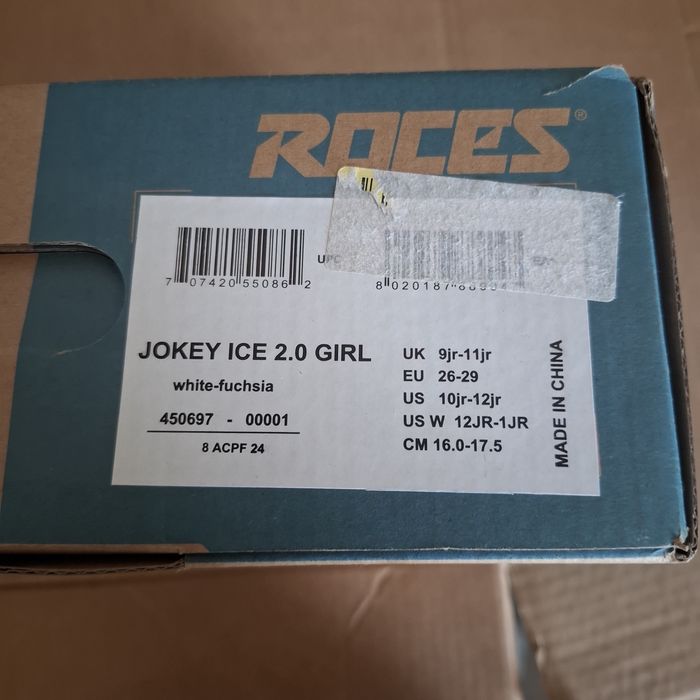 ROCES®
UPC
7 07420 55086 2
JOKEY ICE 2.0 GIRL
white-fuchsia
450697 - 00001
8 ACPF 24
UK 9jr-11jr
EU 26-29
US 10jr-12jr
US W 12JR-1JR
CM 16.0-17.5
MADE IN CHINA